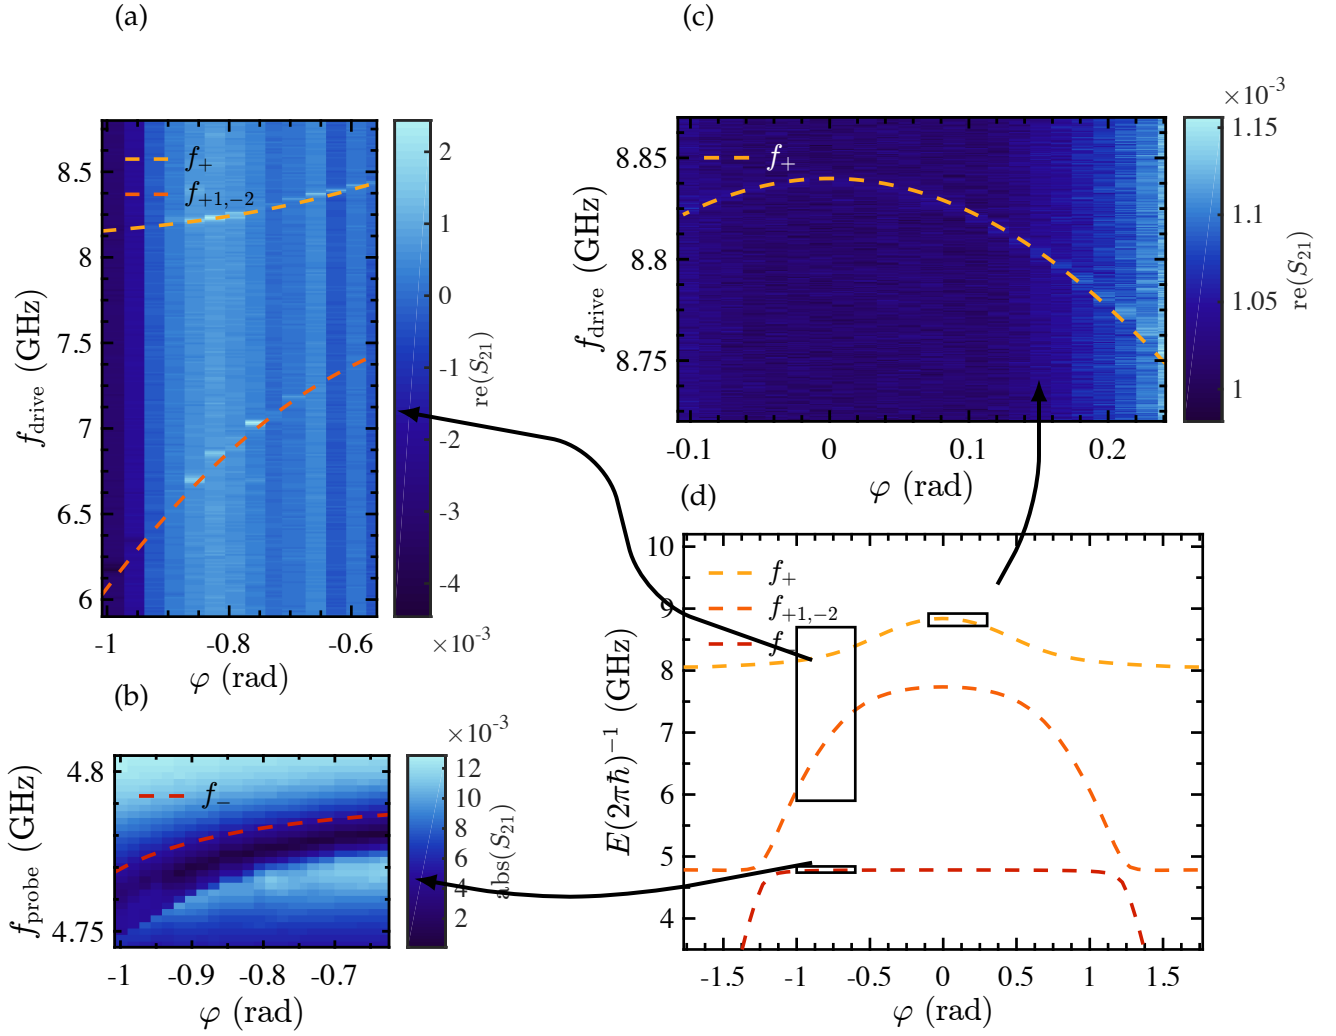 (a)
f₊
f₊₁,₋₂
8.5
8
7.5
7
6.5
6
f_drive (GHz)
-1
-0.8
-0.6
φ (rad)
2
1
0
-1
-2
-3
-4
re(S₂₁)
×10⁻³
(b)
f₋
4.8
4.75
f_probe (GHz)
-1
-0.9
-0.8
-0.7
φ (rad)
×10⁻³
12
10
8
6
4
2
abs(S₂₁)
(c)
f₊
8.85
8.8
8.75
f_drive (GHz)
-0.1
0
0.1
0.2
φ (rad)
×10⁻³
1.15
1.1
1.05
1
re(S₂₁)
(d)
f₊
f₊₁,₋₂
f₋
10
9
8
7
6
5
4
E(2πħ)⁻¹ (GHz)
-1.5
-1
-0.5
0
0.5
1
1.5
φ (rad)